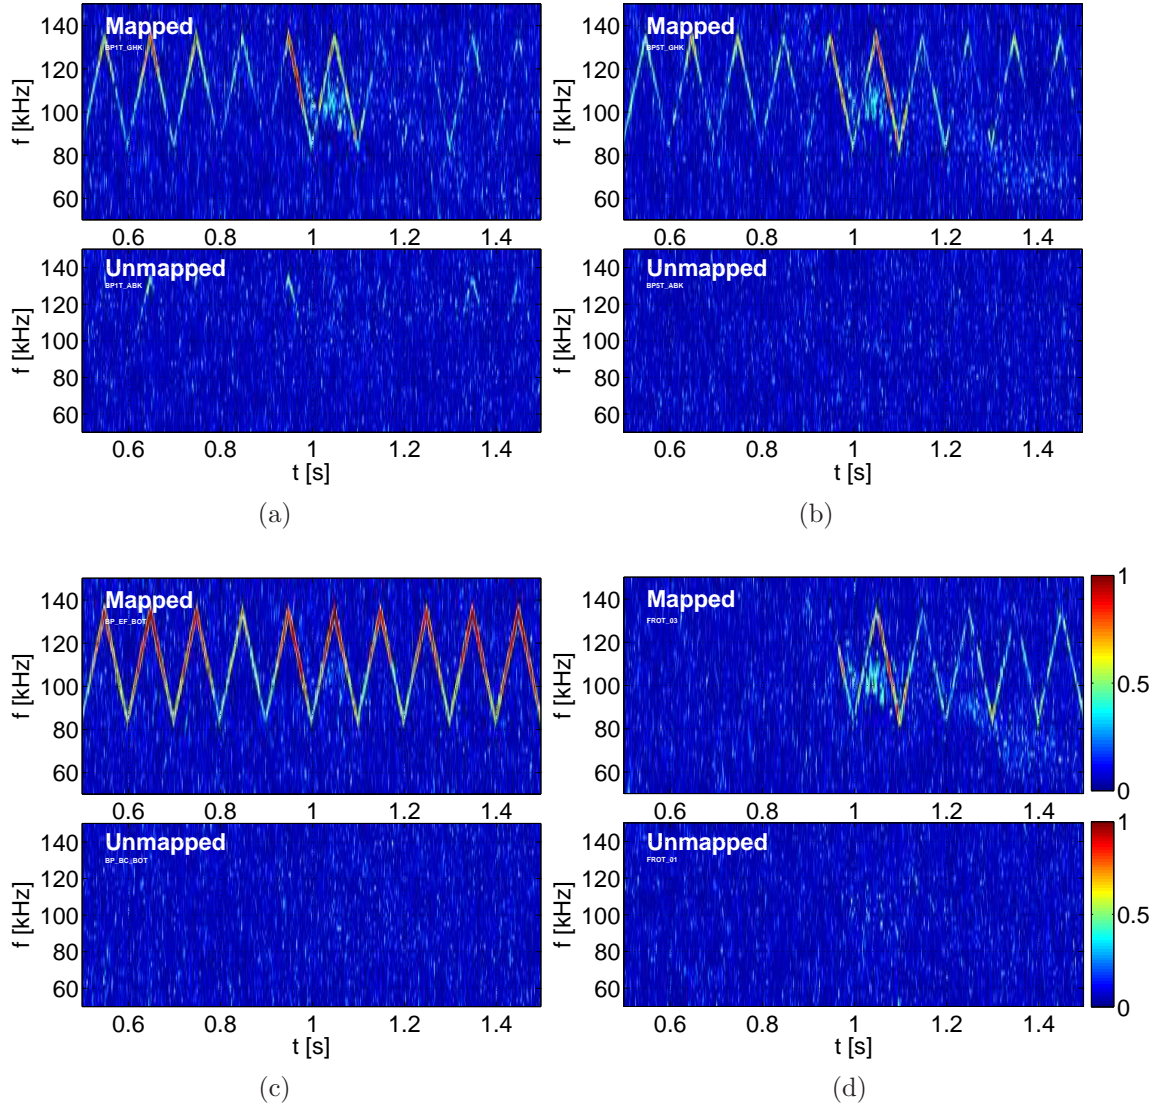 140
120
100
80
60
f [kHz]
Mapped
BP1T_GHK
0.6 0.8 1 1.2 1.4
140
120
100
80
60
f [kHz]
Unmapped
BP1T_ABK
0.6 0.8 1 1.2 1.4
t [s]
(a)
140
120
100
80
60
f [kHz]
Mapped
BP5T_GHK
0.6 0.8 1 1.2 1.4
140
120
100
80
60
f [kHz]
Unmapped
BP5T_ABK
0.6 0.8 1 1.2 1.4
t [s]
(b)
140
120
100
80
60
f [kHz]
Mapped
BP_EF_BOT
0.6 0.8 1 1.2 1.4
140
120
100
80
60
f [kHz]
Unmapped
BP_BC_BOT
0.6 0.8 1 1.2 1.4
t [s]
(c)
140
120
100
80
60
f [kHz]
Mapped
FROT_03
1
0.5
0
0.6 0.8 1 1.2 1.4
140
120
100
80
60
f [kHz]
Unmapped
FROT_01
1
0.5
0
0.6 0.8 1 1.2 1.4
t [s]
(d)